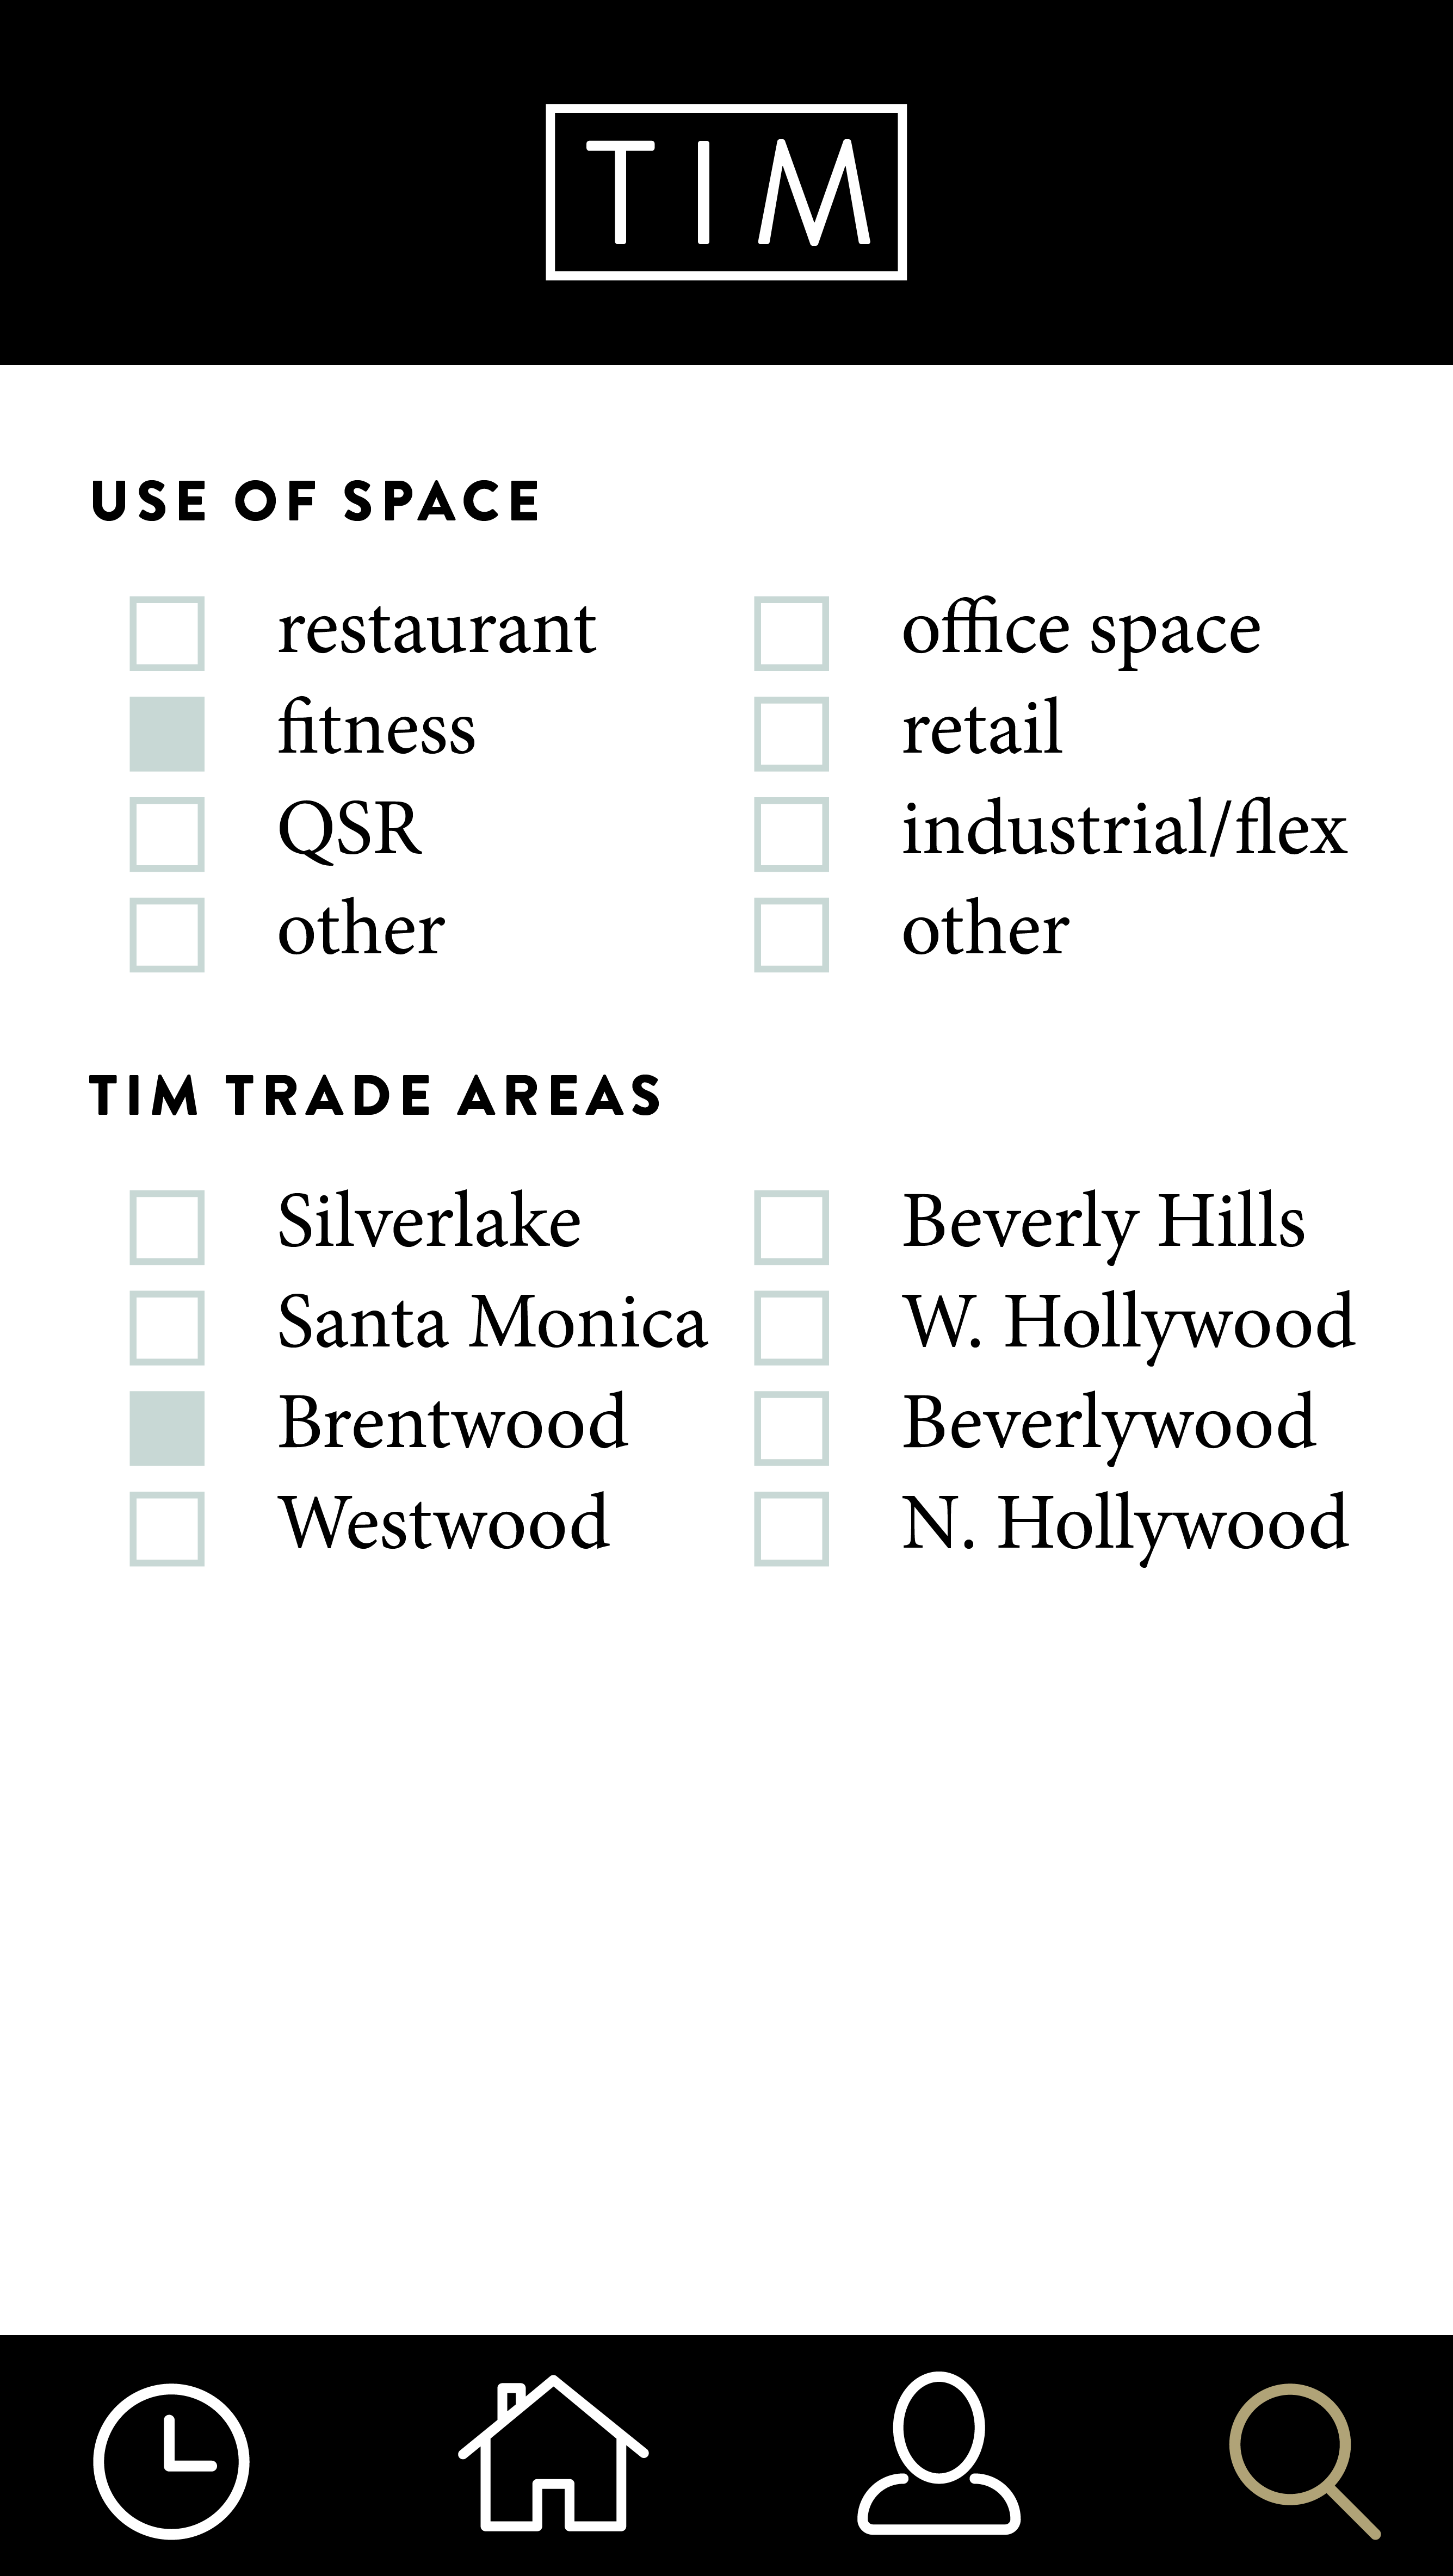 TIM
USE OF SPACE
restaurant
office space
fitness
retail
QSR
industrial/flex
other
other
TIM TRADE AREAS
Silverlake
Beverly Hills
Santa Monica
W. Hollywood
Brentwood
Beverlywood
Westwood
N. Hollywood